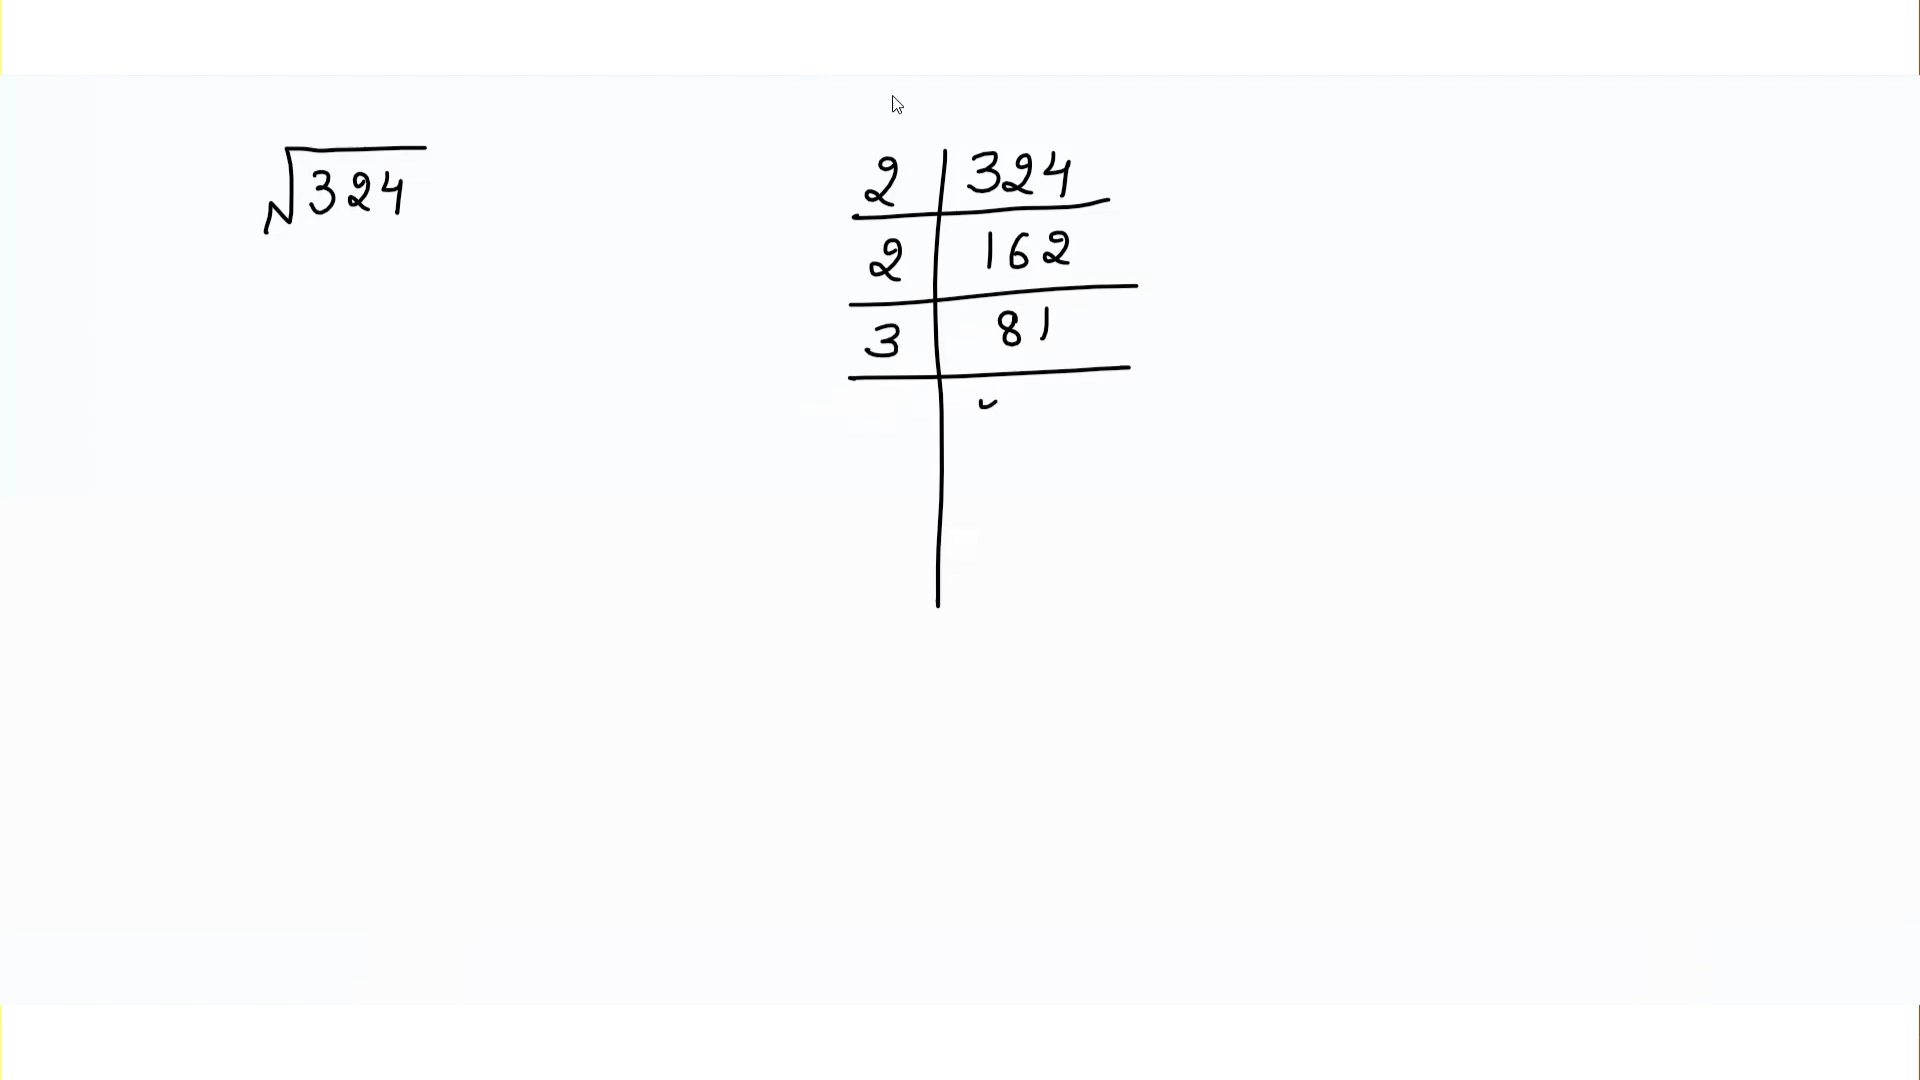 √324
2 | 324
2 | 162
3 | 81